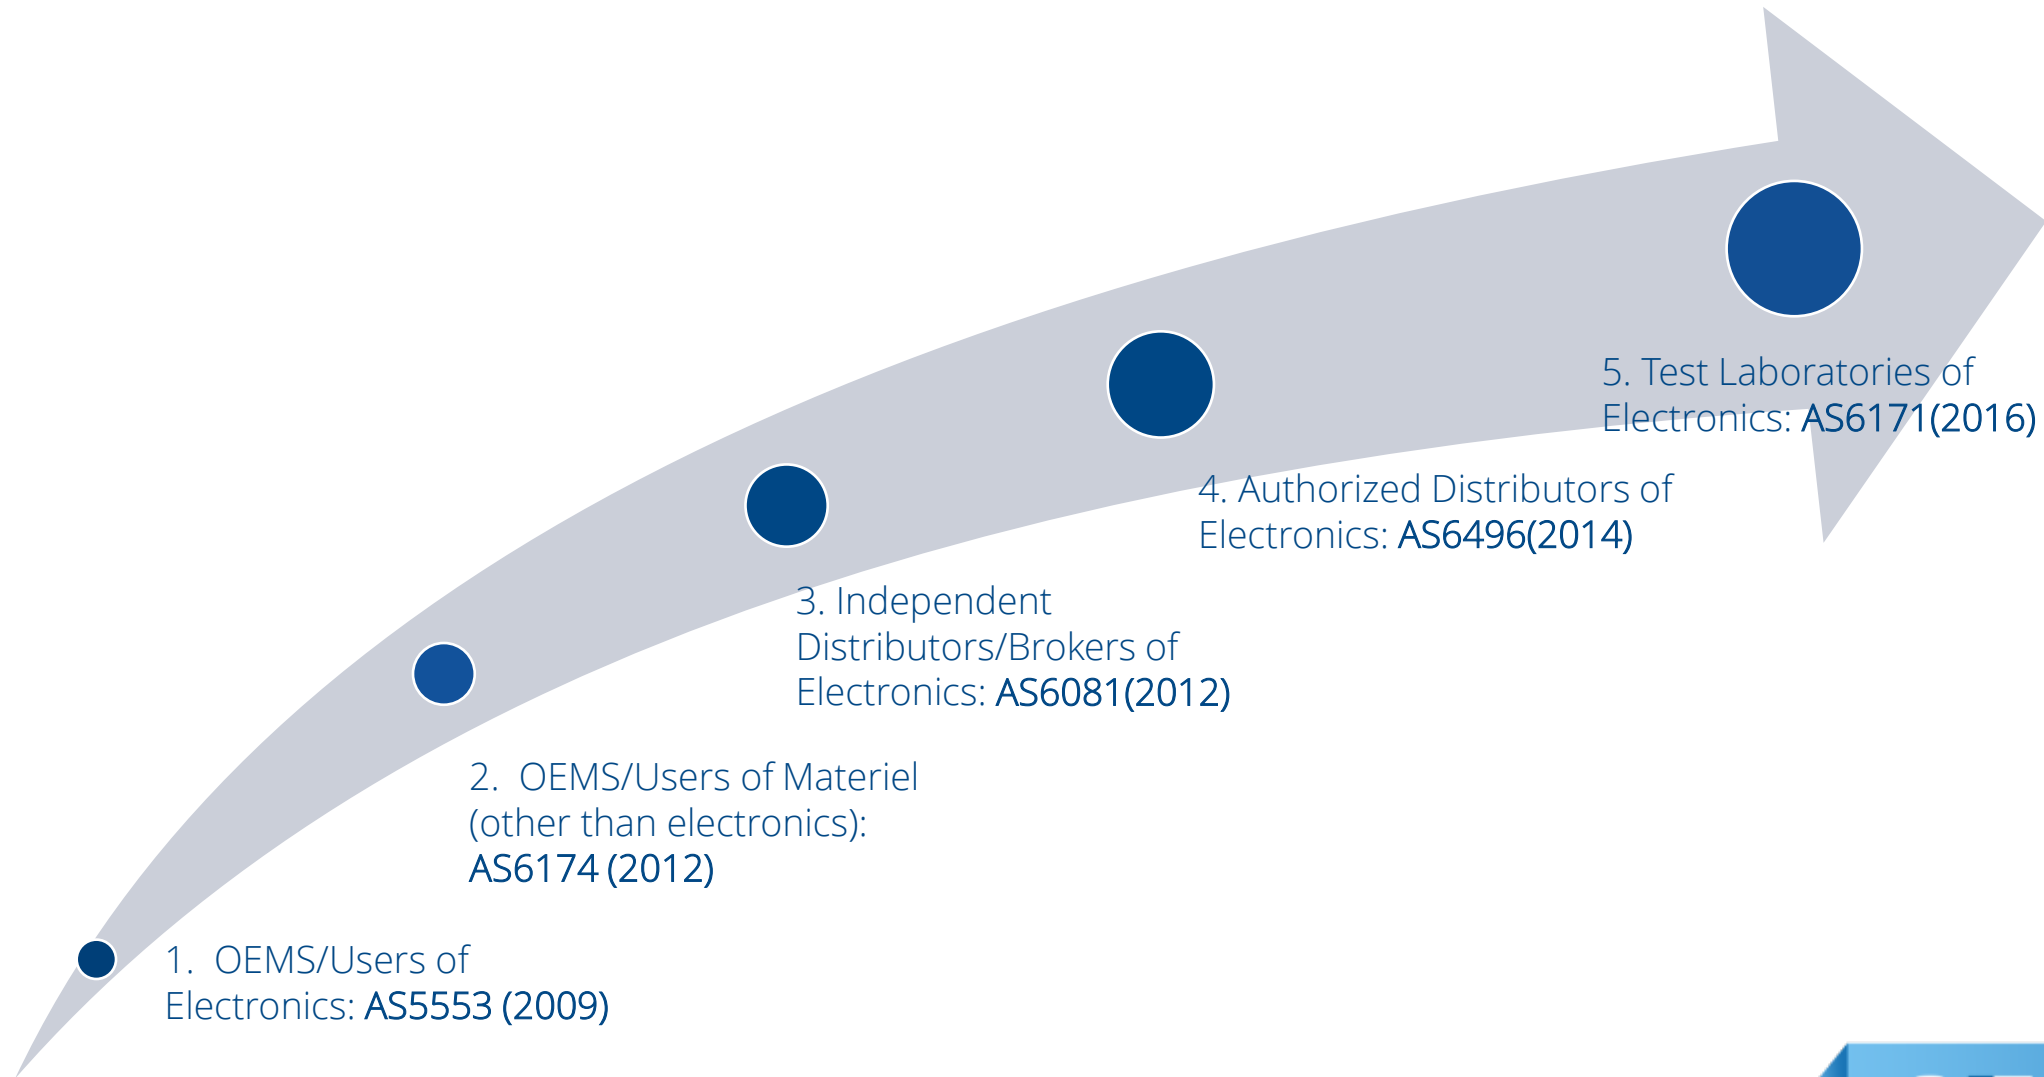 5. Test Laboratories of
Electronics: AS6171(2016)
4. Authorized Distributors of
Electronics: AS6496(2014)
3. Independent
Distributors/Brokers of
Electronics: AS6081(2012)
2. OEMS/Users of Materiel
(other than electronics):
AS6174 (2012)
1. OEMS/Users of
Electronics: AS5553 (2009)